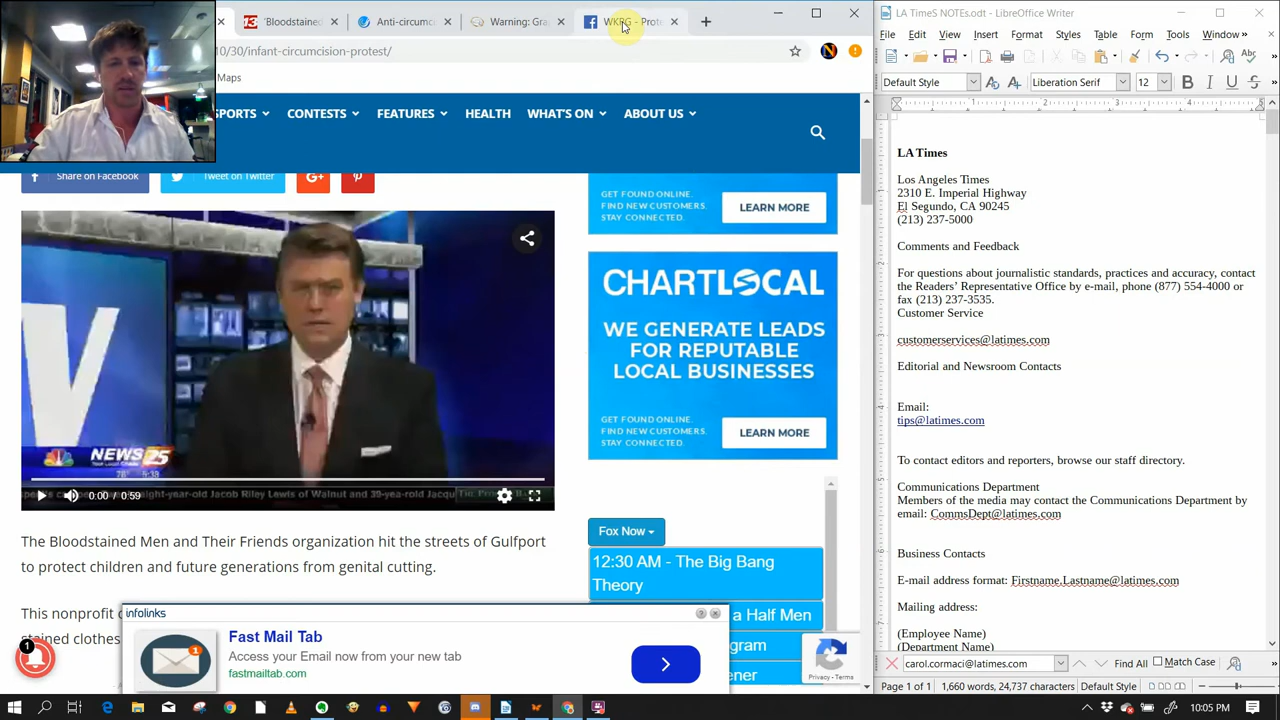 'Bloodstained
Anti-circumc
Warning: Gra
WKRG - Prote
10/30/infant-circumcision-protest/
Maps
SPORTS
CONTESTS
FEATURES
HEALTH
WHAT'S ON
ABOUT US
Share on Facebook
Tweet on Twitter
G+
NEWS 25
78° 5:38
0:00 / 0:59
The Bloodstained Men and Their Friends organization hit the streets of Gulfport
to protect children and future generations from genital cutting.
This nonprofit
stained clothes
GET FOUND ONLINE.
FIND NEW CUSTOMERS.
STAY CONNECTED.
LEARN MORE
CHARTLOCAL
WE GENERATE LEADS
FOR REPUTABLE
LOCAL BUSINESSES
GET FOUND ONLINE.
FIND NEW CUSTOMERS.
STAY CONNECTED.
LEARN MORE
Fox Now
12:30 AM - The Big Bang
Theory
a Half Men
gram
ener
infolinks
Fast Mail Tab
Access your Email now from your new tab
fastmailtab.com
1
1
Privacy - Terms
LA TimeS NOTEs.odt - LibreOffice Writer
File Edit View Insert Format Styles Table Form Tools Window
Default Style
Liberation Serif
12
B I U
LA Times
Los Angeles Times
2310 E. Imperial Highway
El Segundo, CA 90245
(213) 237-5000
Comments and Feedback
For questions about journalistic standards, practices and accuracy, contact
the Readers' Representative Office by e-mail, phone (877) 554-4000 or
fax (213) 237-3535.
Customer Service
customerservices@latimes.com
Editorial and Newsroom Contacts
Email:
tips@latimes.com
To contact editors and reporters, browse our staff directory.
Communications Department
Members of the media may contact the Communications Department by
email: CommsDept@latimes.com
Business Contacts
E-mail address format: Firstname.Lastname@latimes.com
Mailing address:
(Employee Name)
(Department Name)
carol.cormaci@latimes.com
Find All
Match Case
Page 1 of 1
1,660 words, 24,737 characters
Default Style
10:05 PM